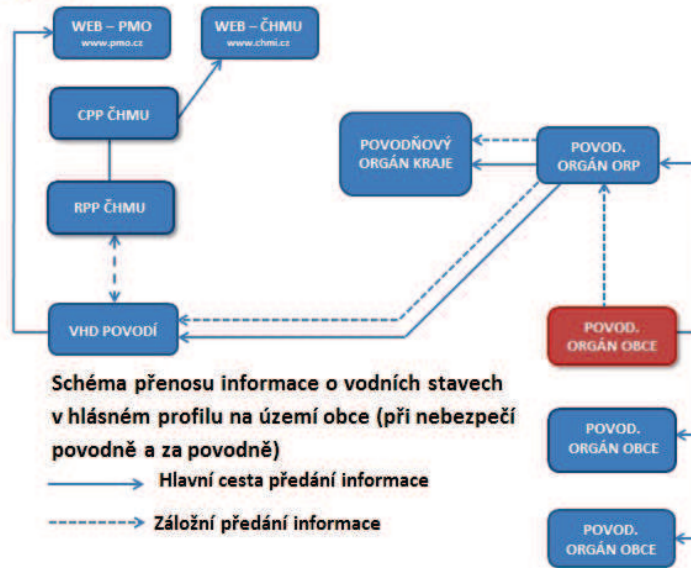 WEB – PMO
www.pmo.cz
WEB – ČHMU
www.chmi.cz
CPP ČHMU
POVODŇOVÝ
ORGÁN KRAJE
POVOD.
ORGÁN ORP
RPP ČHMU
VHD POVODÍ
POVOD.
ORGÁN OBCE
Schéma přenosu informace o vodních stavech
v hlásném profilu na území obce (při nebezpečí
povodně a za povodně)
Hlavní cesta předání informace
Záložní předání informace
POVOD.
ORGÁN OBCE
POVOD.
ORGÁN OBCE